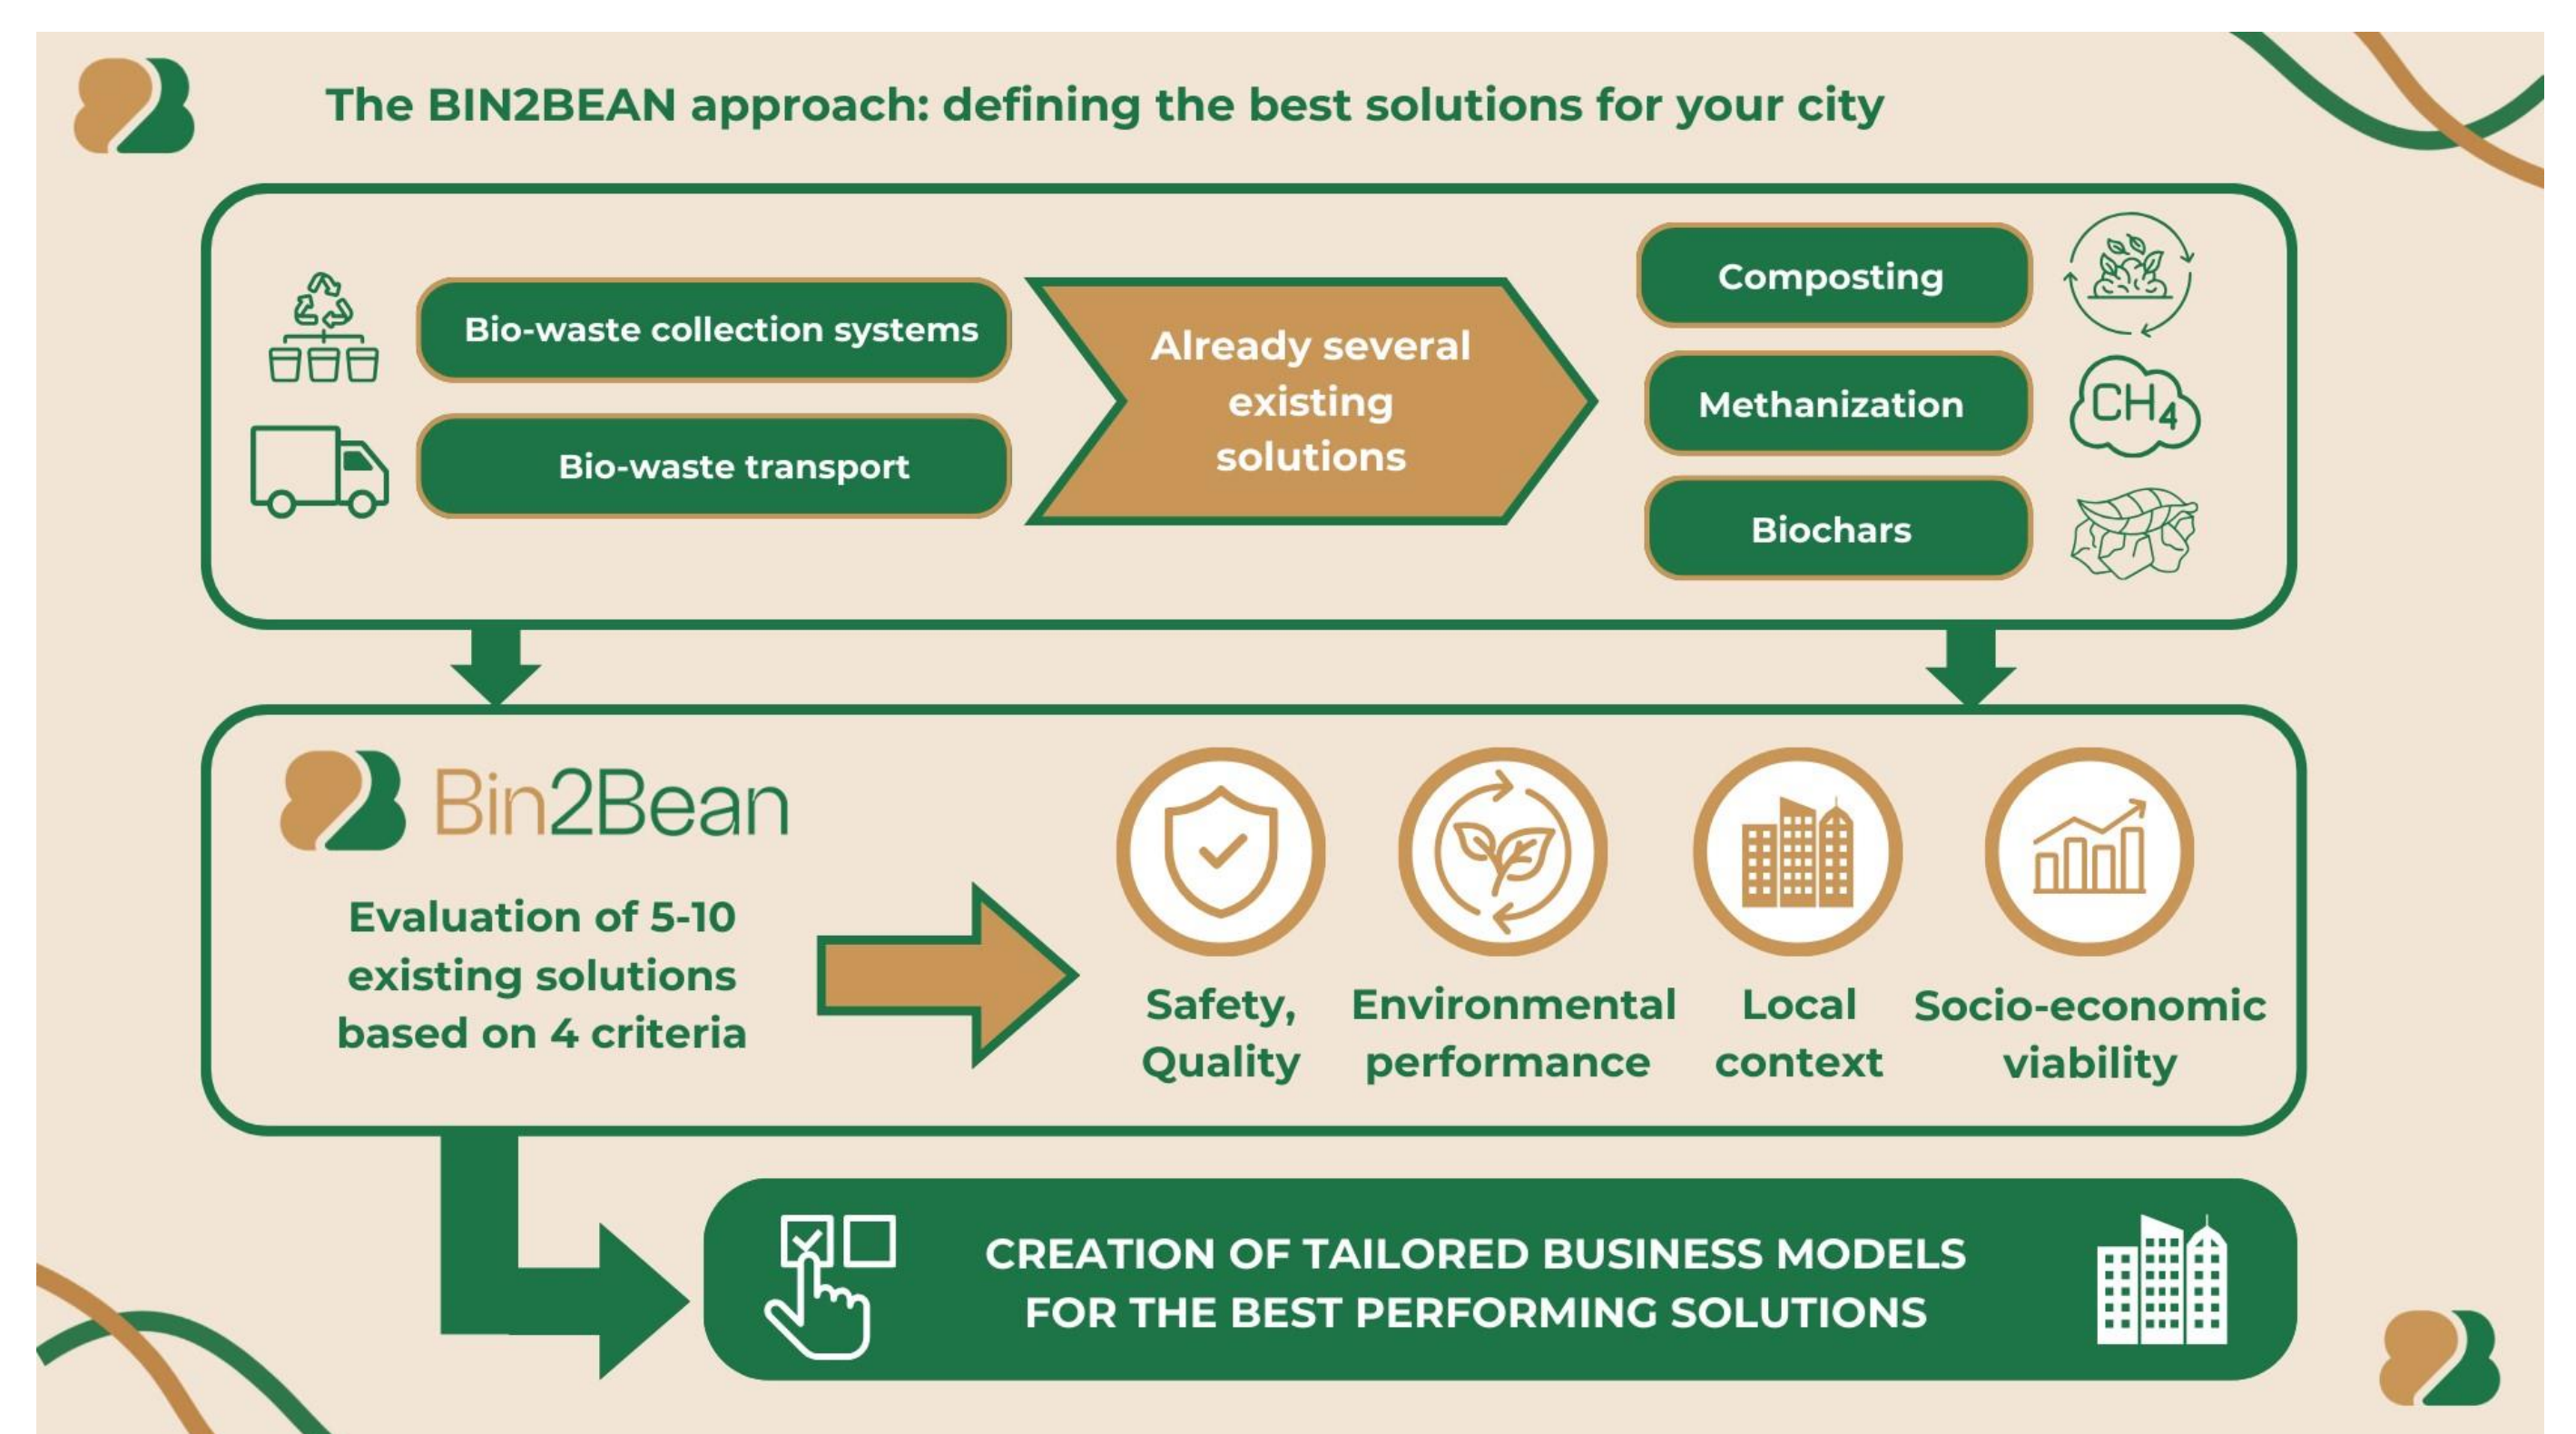 The BIN2BEAN approach: defining the best solutions for your city
Bio-waste collection systems
Bio-waste transport
Already several
existing
solutions
Composting
Methanization
CH4
Biochars
Bin2Bean
Evaluation of 5-10
existing solutions
based on 4 criteria
Safety,
Quality
Environmental
performance
Local
context
Socio-economic
viability
CREATION OF TAILORED BUSINESS MODELS
FOR THE BEST PERFORMING SOLUTIONS